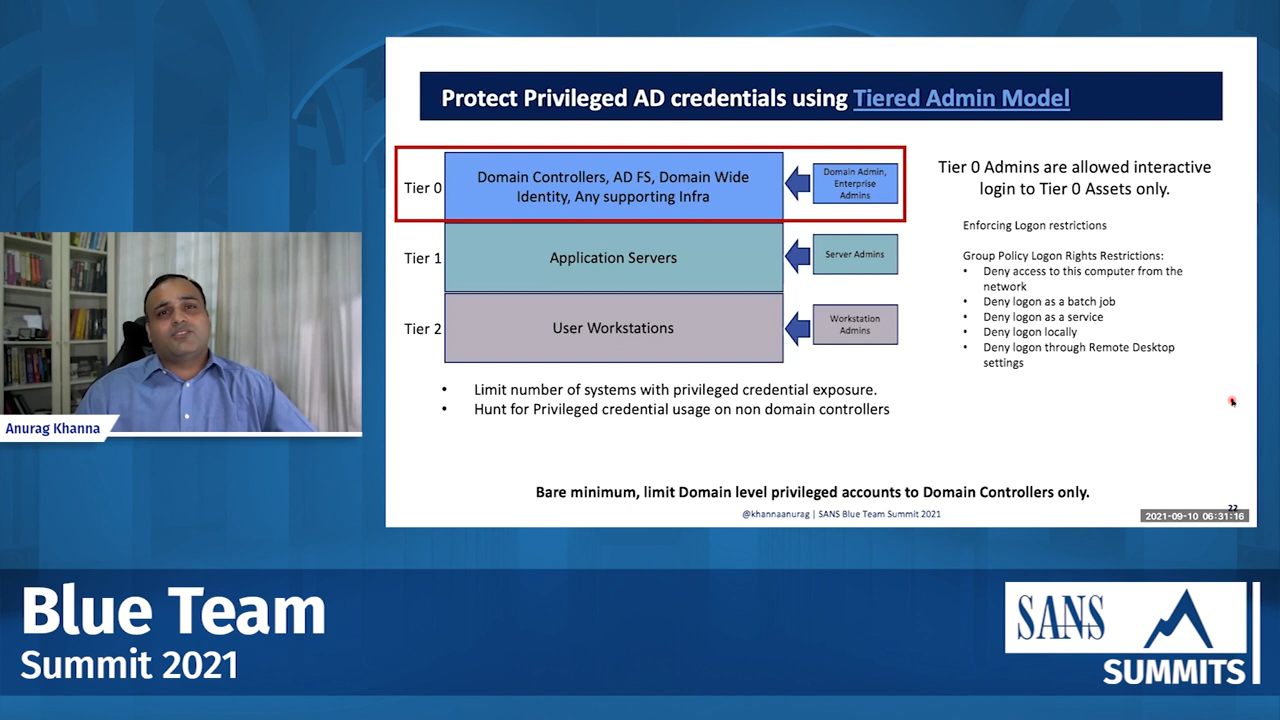 Protect Privileged AD credentials using Tiered Admin Model
Tier 0
Domain Controllers, AD FS, Domain Wide
Identity, Any supporting Infra
Domain Admin,
Enterprise
Admins
Tier 1
Application Servers
Server Admins
Tier 2
User Workstations
Workstation
Admins
• Limit number of systems with privileged credential exposure.
• Hunt for Privileged credential usage on non domain controllers
Tier 0 Admins are allowed interactive
login to Tier 0 Assets only.
Enforcing Logon restrictions
Group Policy Logon Rights Restrictions:
• Deny access to this computer from the
network
• Deny logon as a batch job
• Deny logon as a service
• Deny logon locally
• Deny logon through Remote Desktop
settings
Bare minimum, limit Domain level privileged accounts to Domain Controllers only.
@khannaanurag | SANS Blue Team Summit 2021
22
2021-09-10 06:31:16
Anurag Khanna
Blue Team
Summit 2021
SANS
SUMMITS